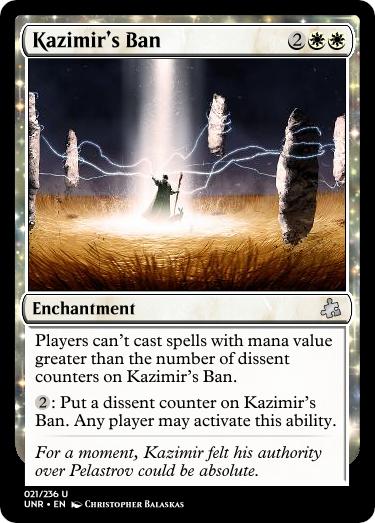 Kazimir's Ban 2
Enchantment
Players can't cast spells with mana value
greater than the number of dissent
counters on Kazimir's Ban.
2: Put a dissent counter on Kazimir's
Ban. Any player may activate this ability.
For a moment, Kazimir felt his authority
over Pelastrov could be absolute.
021/236 U
UNR • EN Christopher Balaskas